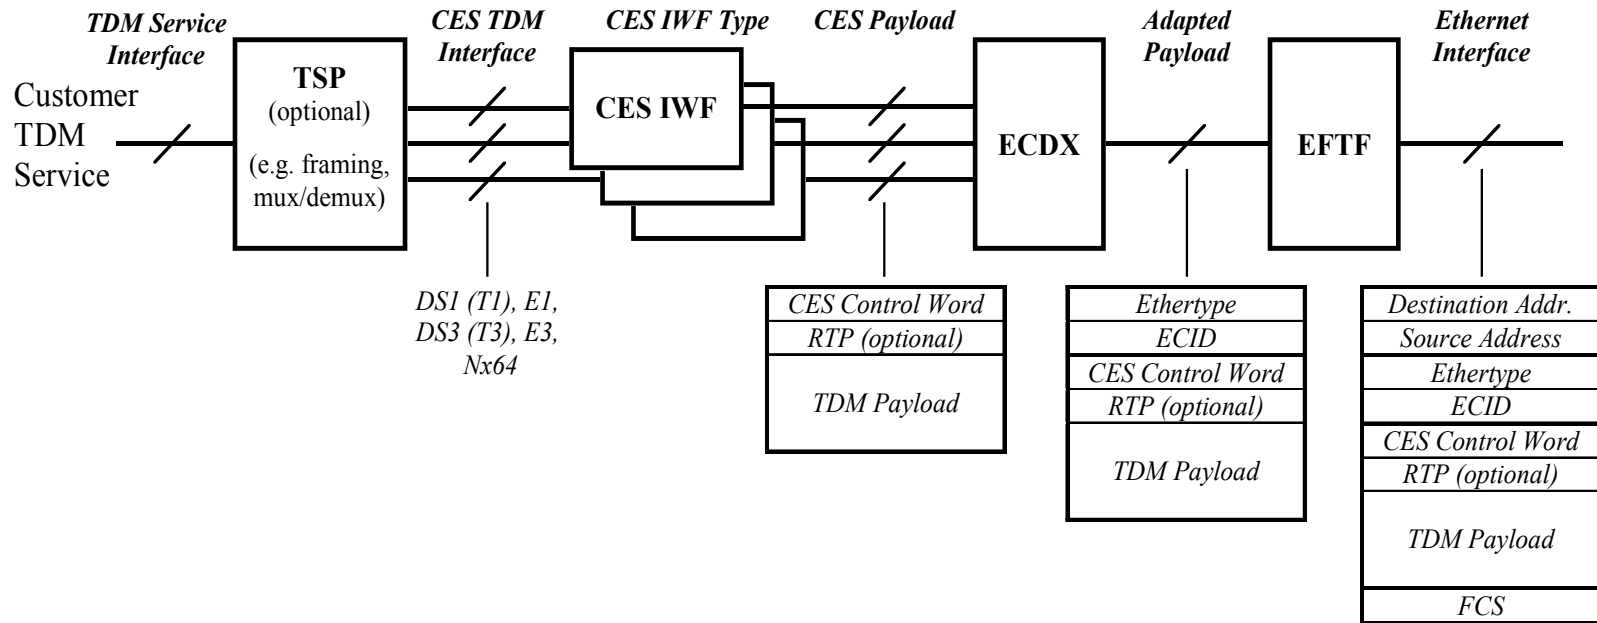 TDM Service
Interface
CES TDM
Interface
CES IWF Type
CES Payload
Adapted
Payload
Ethernet
Interface
Customer
TDM
Service
TSP
(optional)
(e.g. framing,
mux/demux)
CES IWF
ECDX
EFTF
DS1 (T1), E1,
DS3 (T3), E3,
Nx64
CES Control Word
RTP (optional)
TDM Payload
Ethertype
ECID
CES Control Word
RTP (optional)
TDM Payload
Destination Addr.
Source Address
Ethertype
ECID
CES Control Word
RTP (optional)
TDM Payload
FCS